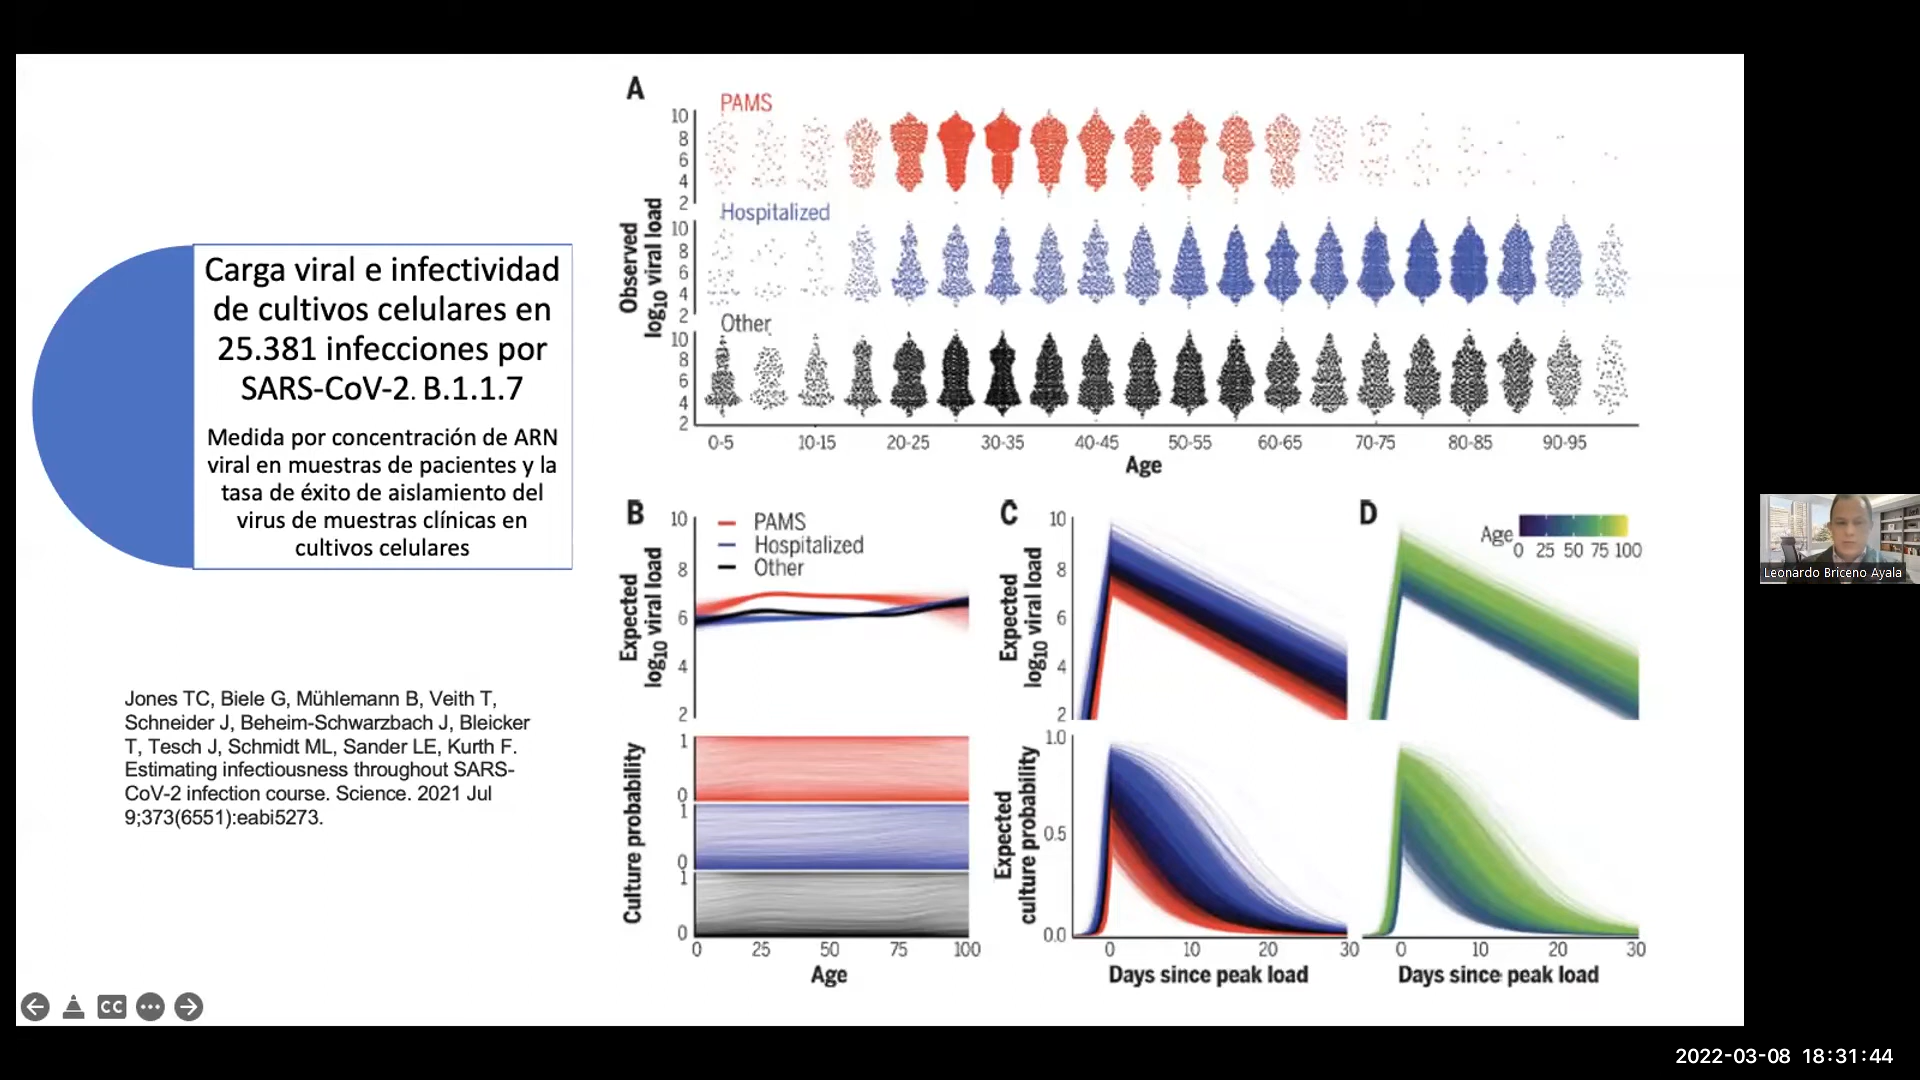 Carga viral e infectividad
de cultivos celulares en
25.381 infecciones por
SARS-CoV-2. B.1.1.7
Medida por concentración de ARN
viral en muestras de pacientes y la
tasa de éxito de aislamiento del
virus de muestras clínicas en
cultivos celulares
Jones TC, Biele G, Mühlemann B, Veith T,
Schneider J, Beheim-Schwarzbach J, Bleicker
T, Tesch J, Schmidt ML, Sander LE, Kurth F.
Estimating infectiousness throughout SARS-
CoV-2 infection course. Science. 2021 Jul
9;373(6551):eabi5273.
A
PAMS
10
8
6
4
2
Hospitalized
10
8
6
4
2
Other
10
8
6
4
2
Observed
log10 viral load
0-5 10-15 20-25 30-35 40-45 50-55 60-65 70-75 80-85 90-95
Age
B
PAMS
Hospitalized
Other
10
8
6
4
2
Expected
log10 viral load
1
0
1
0
1
0
Culture probability
0 25 50 75 100
Age
C
10
8
6
4
2
Expected
log10 viral load
1.0
0.5
0.0
Expected
culture probability
0 10 20 30
Days since peak load
D
Age
0 25 50 75 100
0 10 20 30
Days since peak load
CC
Leonardo Briceno Ayala
2022-03-08 18:31:44